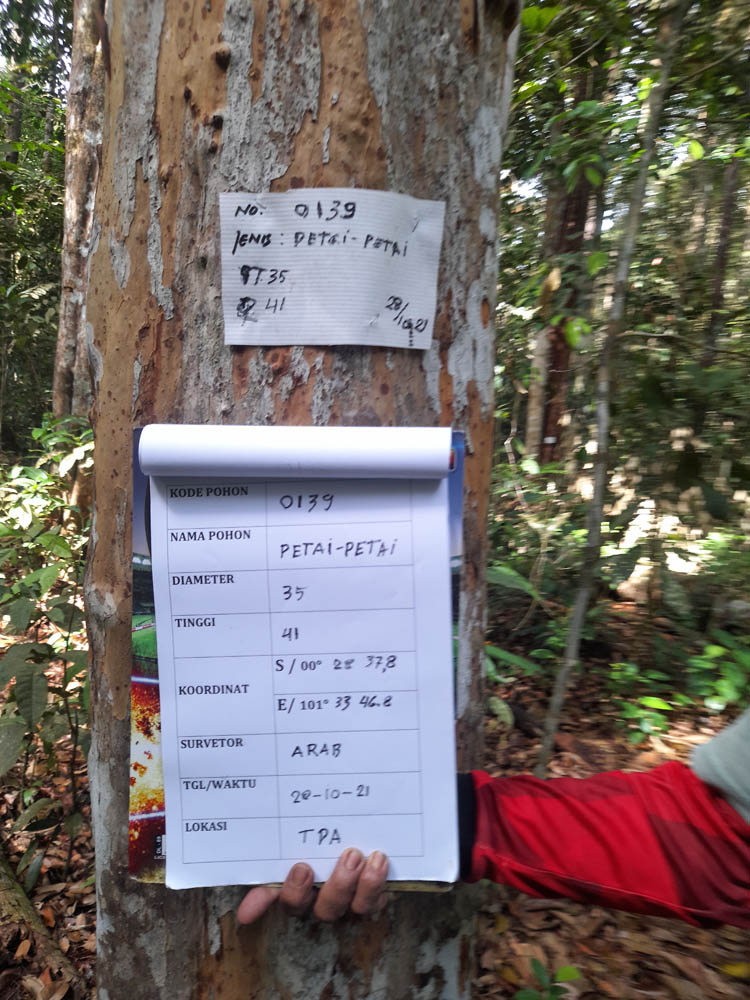 NO: 0139
JENIS : PETAI-PETAI
TT. 35
41
28/10-21
KODE POHON 0139
NAMA POHON PETAI-PETAI
DIAMETER 35
TINGGI 41
KOORDINAT S / 00° 28 37,8
E/ 101° 33 46.8
SURVETOR ARAB
TGL/WAKTU 28-10-21
LOKASI TPA